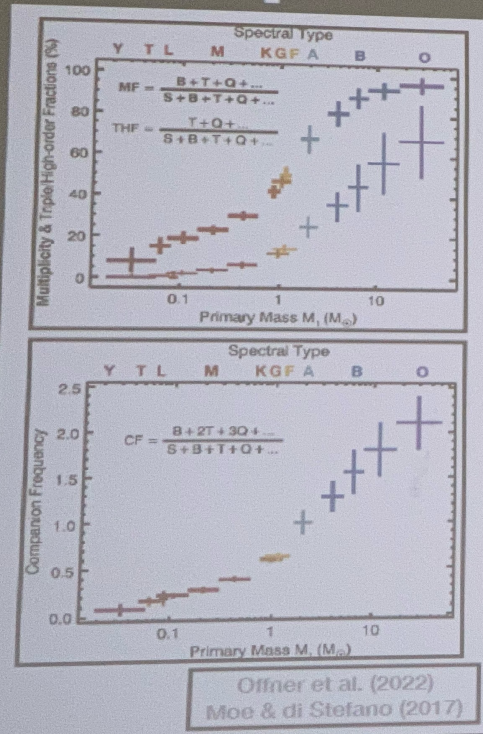 Spectral Type
Y T L M K G F A B O
Multiplicity & Triple/High-order Fractions (%)
100
80
60
40
20
0
MF = B+T+Q+... / S+B+T+Q+...
THF = T+Q+... / S+B+T+Q+...
0.1 1 10
Primary Mass M₁ (M☉)
Spectral Type
Y T L M K G F A B O
Companion Frequency
2.5
2.0
1.5
1.0
0.5
0.0
CF = B+2T+3Q+... / S+B+T+Q+...
0.1 1 10
Primary Mass M₁ (M☉)
Offner et al. (2022)
Moe & di Stefano (2017)